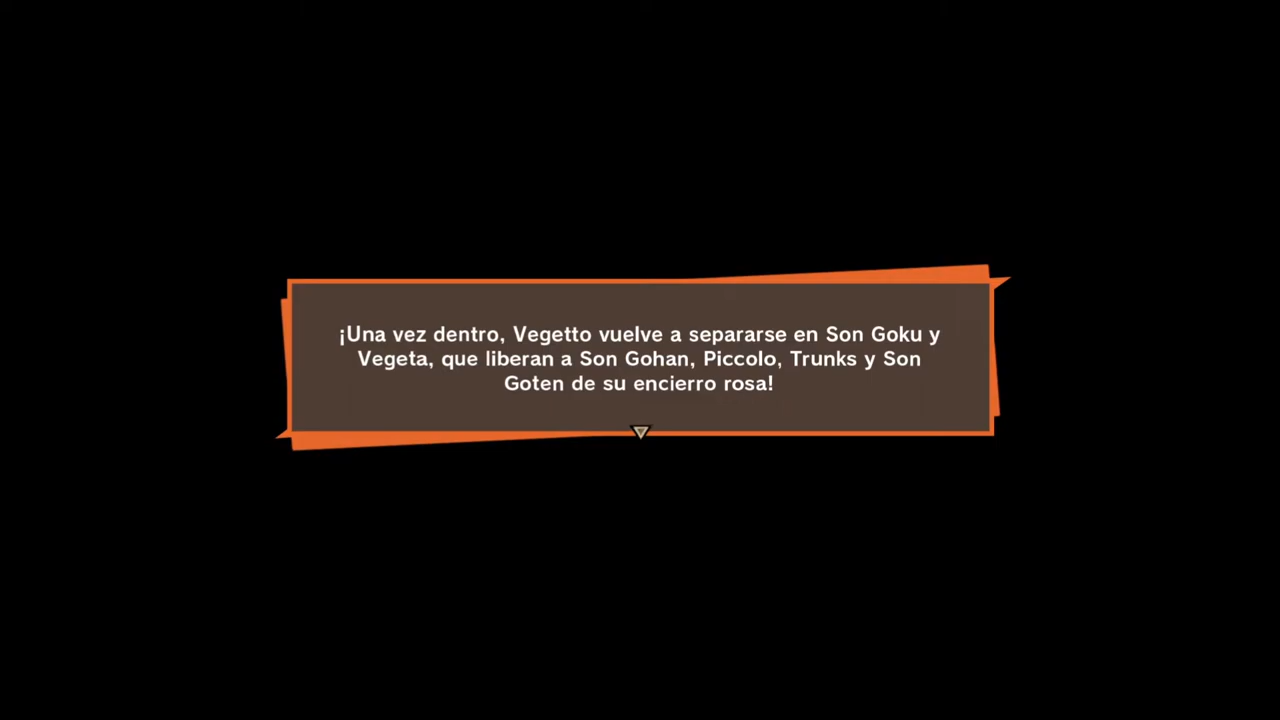 ¡Una vez dentro, Vegetto vuelve a separarse en Son Goku y
Vegeta, que liberan a Son Gohan, Piccolo, Trunks y Son
Goten de su encierro rosa!